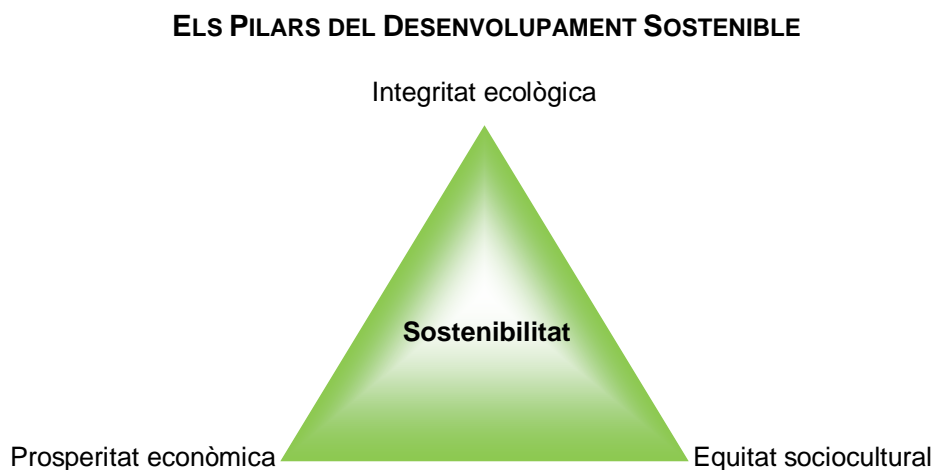 ELS PILARS DEL DESENVOLUPAMENT SOSTENIBLE
Integritat ecològica
Sostenibilitat
Prosperitat econòmica
Equitat sociocultural